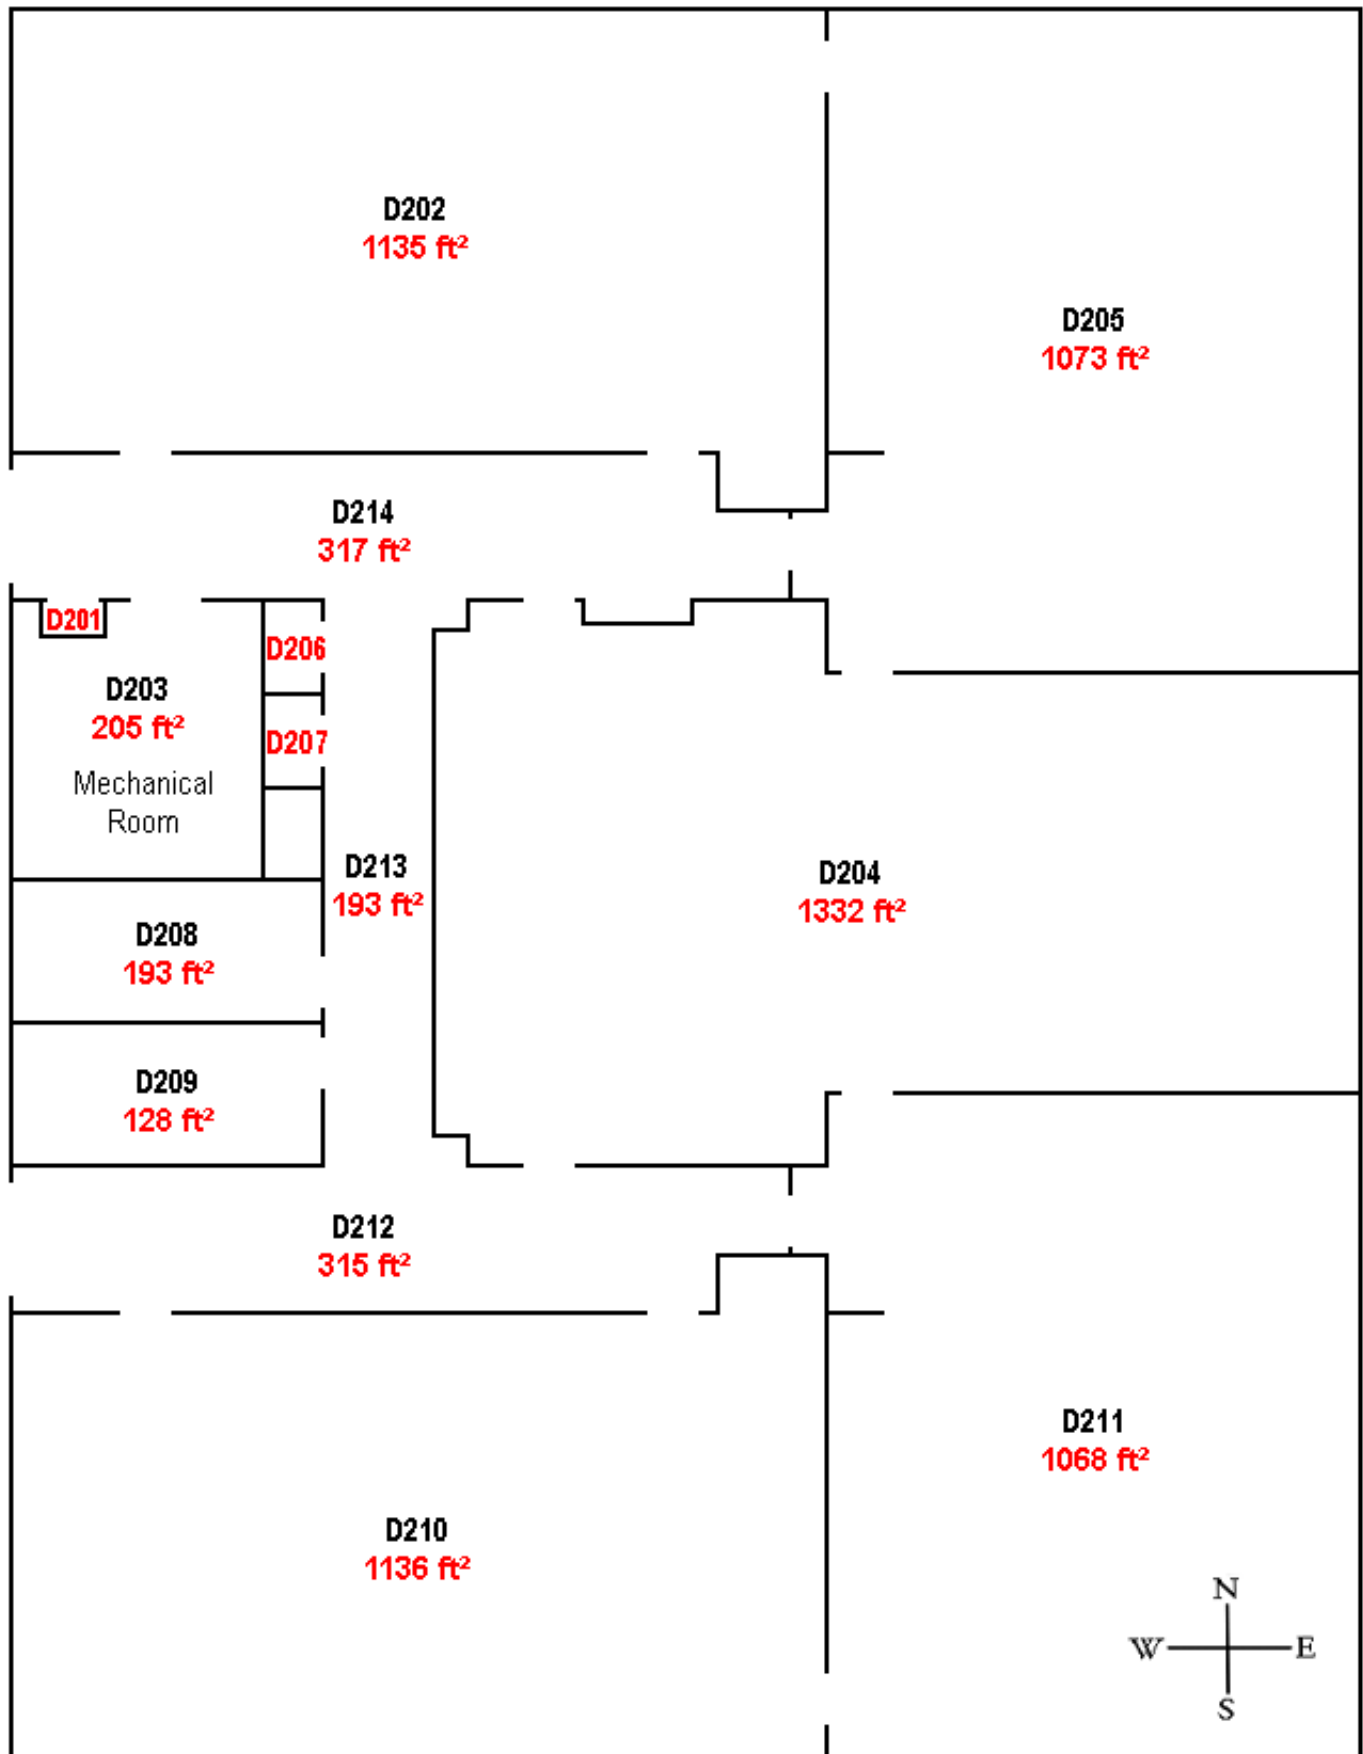 D202
1135 ft²
D205
1073 ft²
D214
317 ft²
D201
D206
D203
205 ft²
D207
Mechanical
Room
D213
193 ft²
D204
1332 ft²
D208
193 ft²
D209
128 ft²
D212
315 ft²
D211
1068 ft²
D210
1136 ft²
N
W E
S